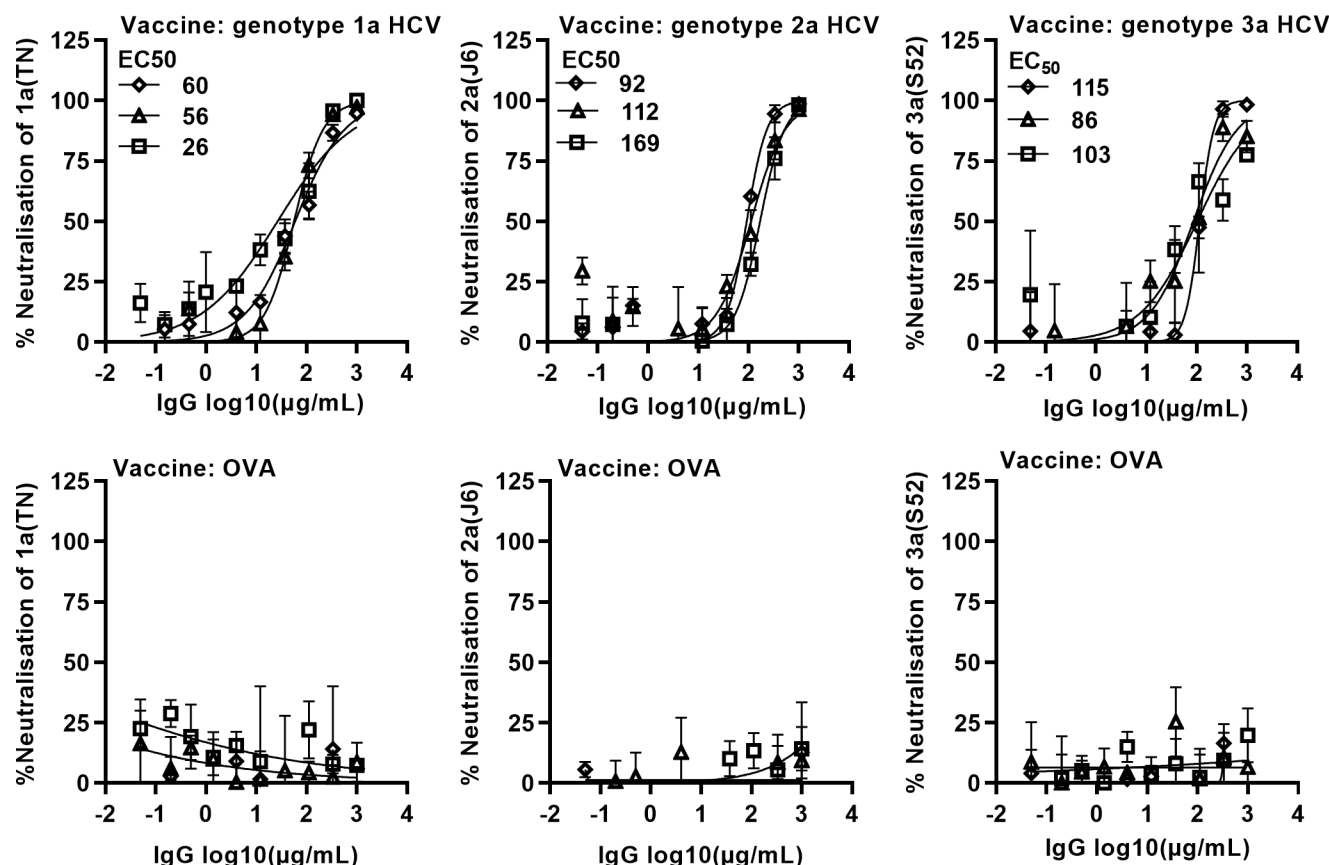 Vaccine: genotype 1a HCV
% Neutralisation of 1a(TN)
125
100
75
50
25
0
EC50
60
56
26
-2 -1 0 1 2 3 4
IgG log10(µg/mL)
Vaccine: genotype 2a HCV
% Neutralisation of 2a(J6)
125
100
75
50
25
0
EC50
92
112
169
-2 -1 0 1 2 3 4
IgG log10(µg/mL)
Vaccine: genotype 3a HCV
%Neutralisation of 3a(S52)
125
100
75
50
25
0
EC50
115
86
103
-2 -1 0 1 2 3 4
IgG log10(µg/mL)
Vaccine: OVA
%Neutralisation of 1a(TN)
125
100
75
50
25
0
-2 -1 0 1 2 3 4
IgG log10(µg/mL)
Vaccine: OVA
% Neutralisation of 2a(J6)
125
100
75
50
25
0
-2 -1 0 1 2 3 4
IgG log10(µg/mL)
Vaccine: OVA
% Neutralisation of 3a(S52)
125
100
75
50
25
0
-2 -1 0 1 2 3 4
IgG log10(µg/mL)